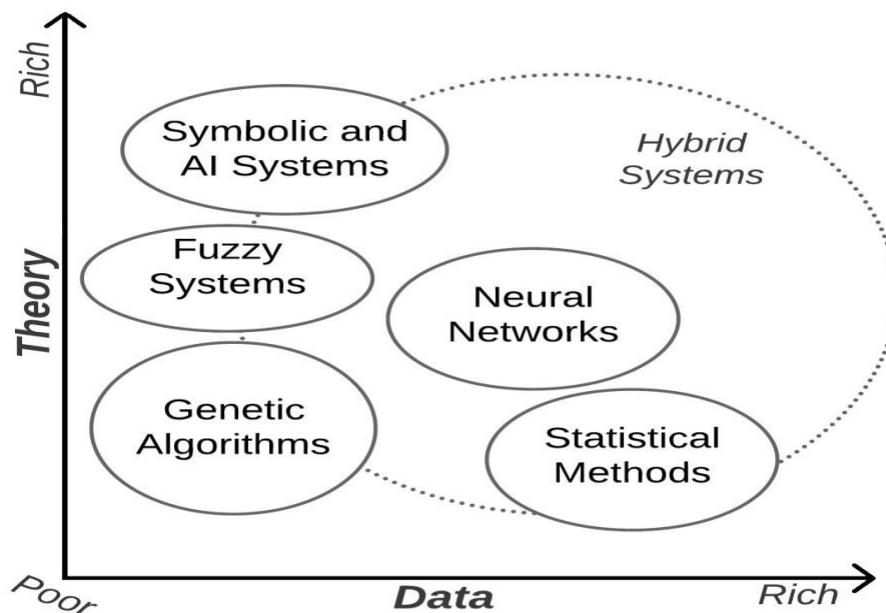 Rich
Symbolic and
AI Systems
Hybrid
Systems
Fuzzy
Systems
Theory
Neural
Networks
Genetic
Algorithms
Statistical
Methods
Poor
Data
Rich